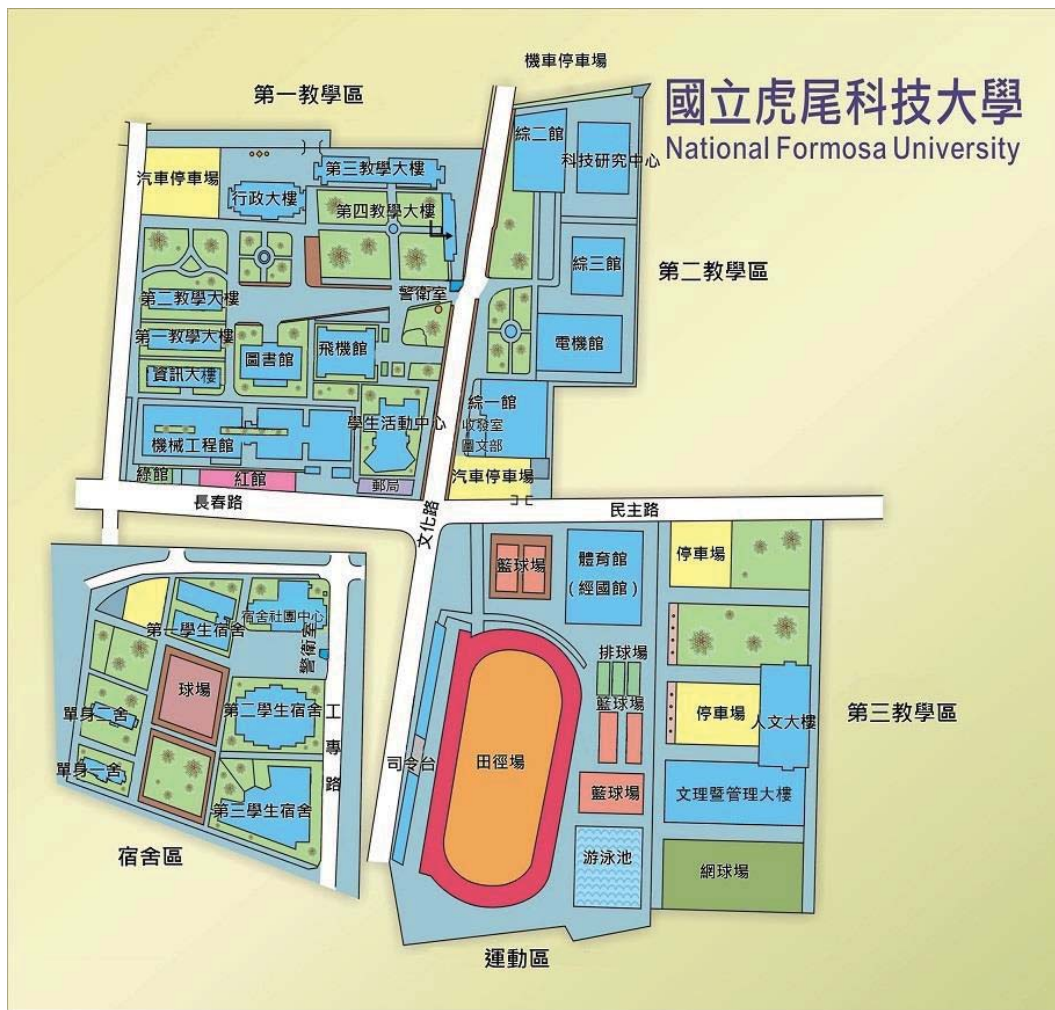 機車停車場
第一教學區
國立虎尾科技大學
National Formosa University
綜二館
科技研究中心
第三教學大樓
汽車停車場
行政大樓
第四教學大樓
綜三館
第二教學區
警衛室
第二教學大樓
第一教學大樓
圖書館
飛機館
電機館
資訊大樓
綜一館
收發室
圖文部
學生活動中心
機械工程館
綠館
紅館
郵局
汽車停車場
長春路
文化路
民主路
籃球場
體育館
(經國館)
停車場
宿舍社團中心
第一學生宿舍
警衛室
排球場
球場
籃球場
單身二舍
第二學生宿舍
工專路
停車場
人文大樓
第三教學區
司令台
田徑場
單身一舍
籃球場
文理暨管理大樓
第三學生宿舍
宿舍區
游泳池
網球場
運動區